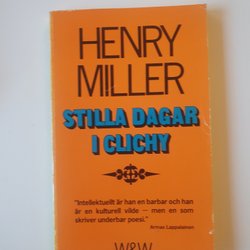 HENRY
MILLER
STILLA DAGAR
I CLICHY
"Intellektuellt är han en barbar och han
är en kulturell vilde — men en som
skriver underbar poesi."
Armas Lappalainen
W&W